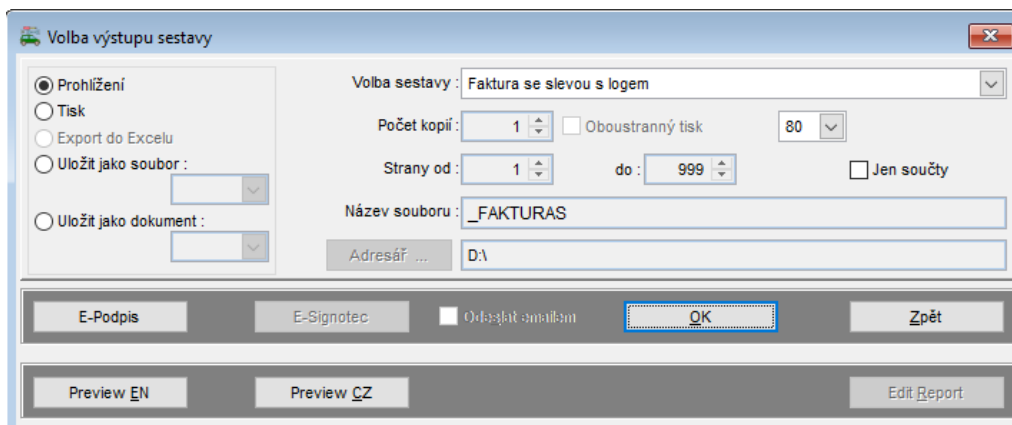 Volba výstupu sestavy
Prohlížení
Tisk
Export do Excelu
Uložit jako soubor :
Uložit jako dokument :
Volba sestavy : Faktura se slevou s logem
Počet kopií : 1 Oboustranný tisk 80
Strany od : 1 do : 999 Jen součty
Název souboru : _FAKTURAS
Adresář ... D:\
E-Podpis E-Signotec Odeslat emailem OK Zpět
Preview EN Preview CZ Edit Report